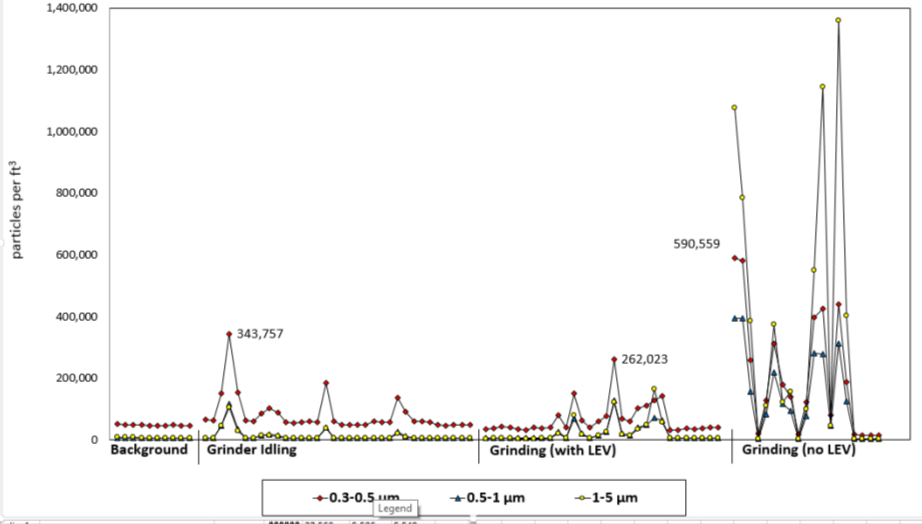 1,400,000
1,200,000
1,000,000
800,000
600,000
400,000
200,000
0
particles per ft³
343,757
262,023
590,559
Background
Grinder Idling
Grinding (with LEV)
Grinding (no LEV)
0.3-0.5 µm
0.5-1 µm
1-5 µm
Legend